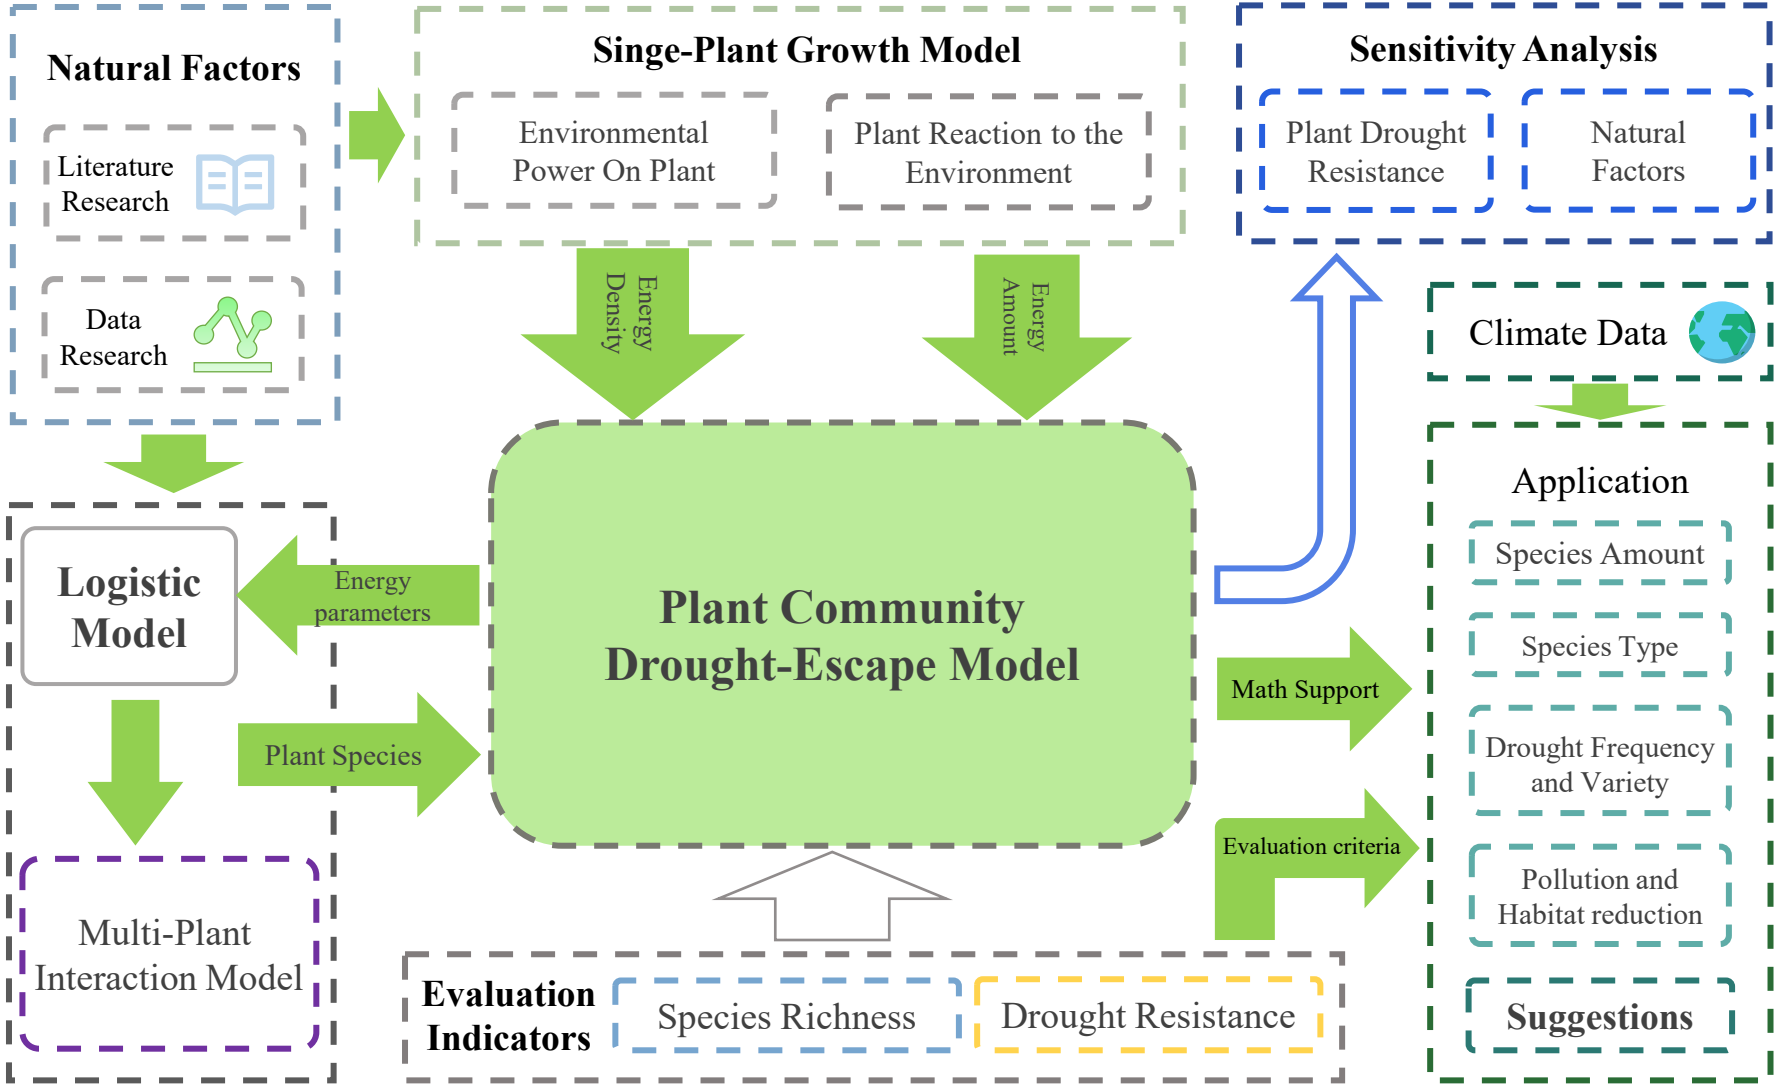 Natural Factors
Literature
Research
Data
Research
Singe-Plant Growth Model
Environmental
Power On Plant
Plant Reaction to the
Environment
Sensitivity Analysis
Plant Drought
Resistance
Natural
Factors
Energy
Density
Energy
Amount
Climate Data
Logistic
Model
Energy
parameters
Plant Species
Multi-Plant
Interaction Model
Plant Community
Drought-Escape Model
Math Support
Evaluation criteria
Evaluation
Indicators
Species Richness
Drought Resistance
Application
Species Amount
Species Type
Drought Frequency
and Variety
Pollution and
Habitat reduction
Suggestions